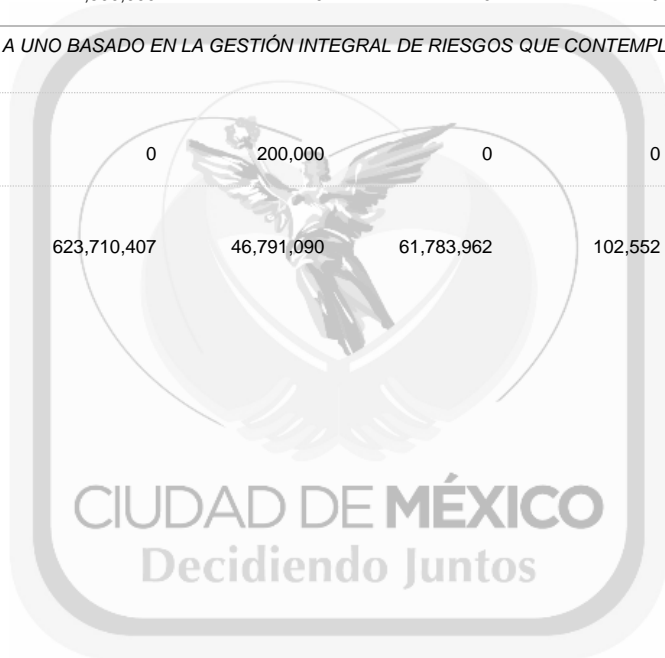 A UNO BASADO EN LA GESTIÓN INTEGRAL DE RIESGOS QUE
0 200,000 0 0
623,710,407 46,791,090 61,783,962 102,552
CIUDAD DE MÉXICO
Decidiendo Juntos